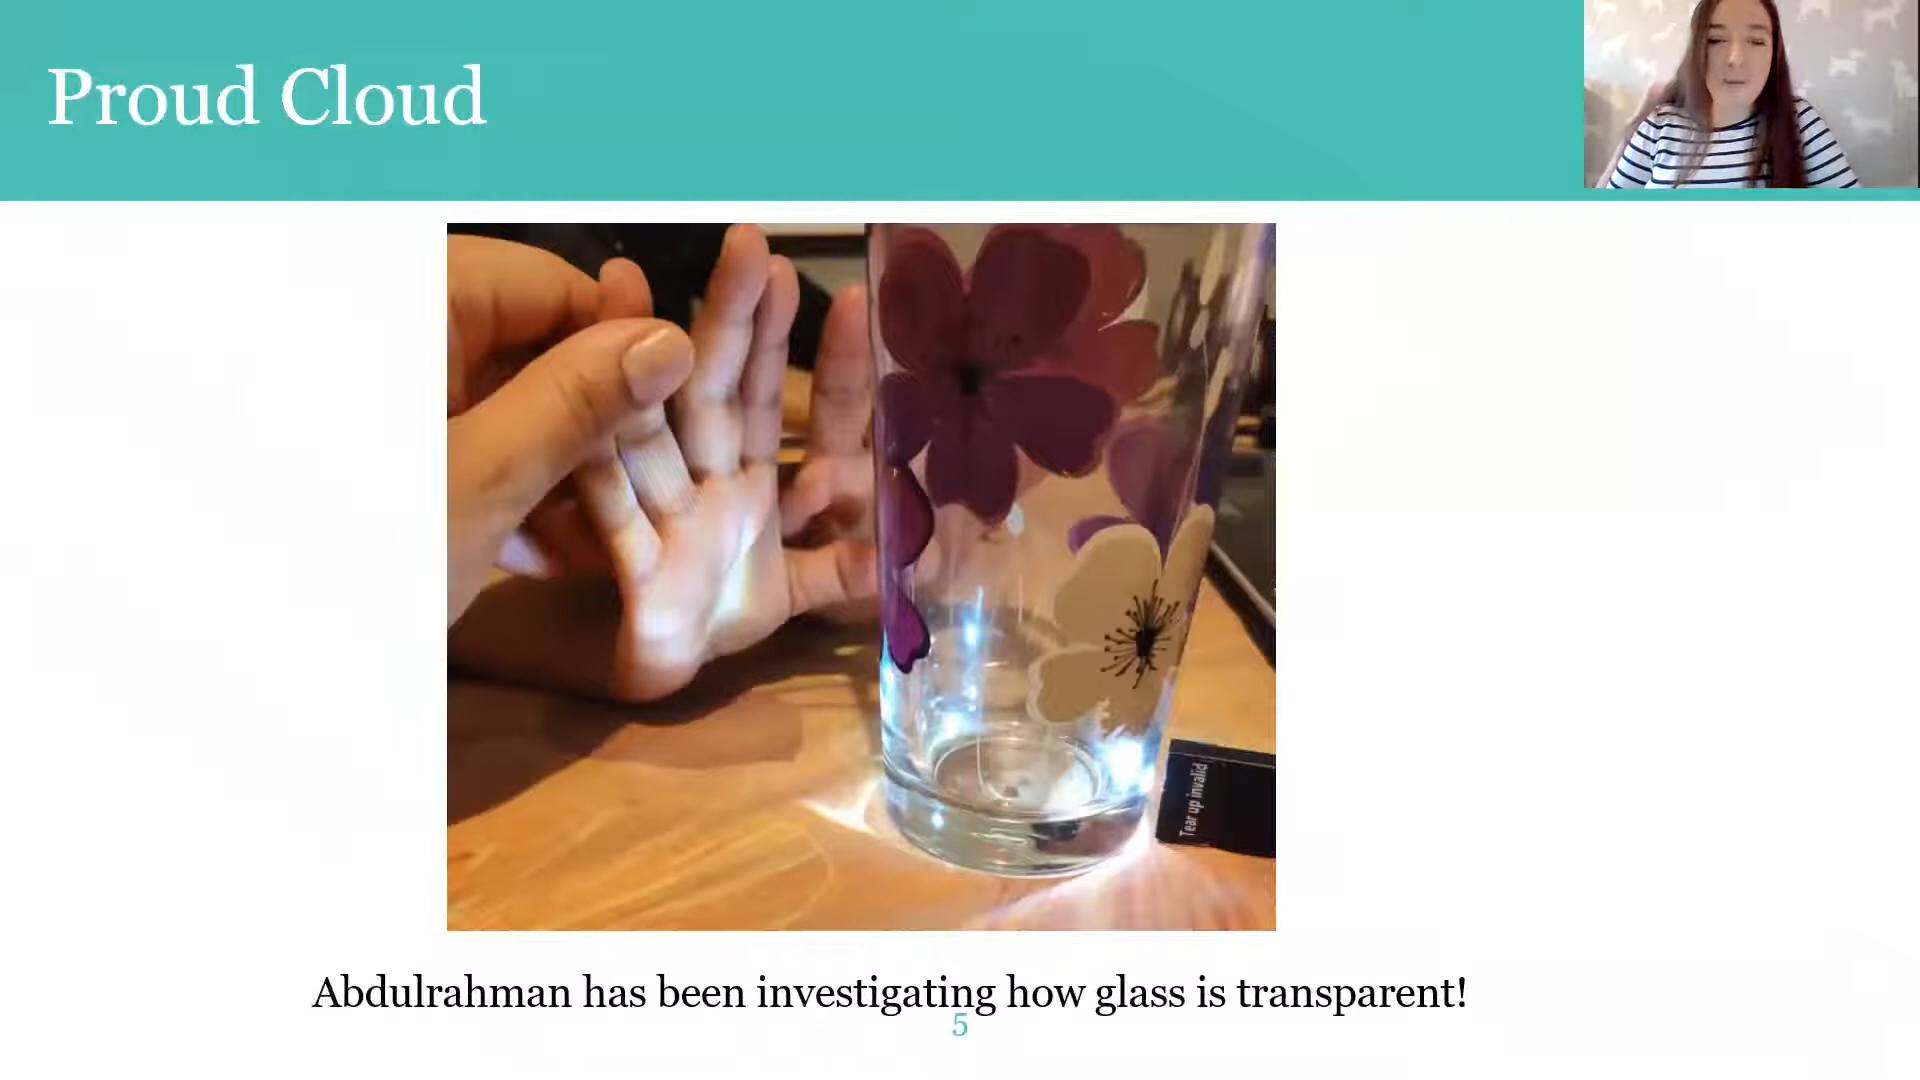 Proud Cloud
Tear up invalid
Abdulrahman has been investigating how glass is transparent!
5